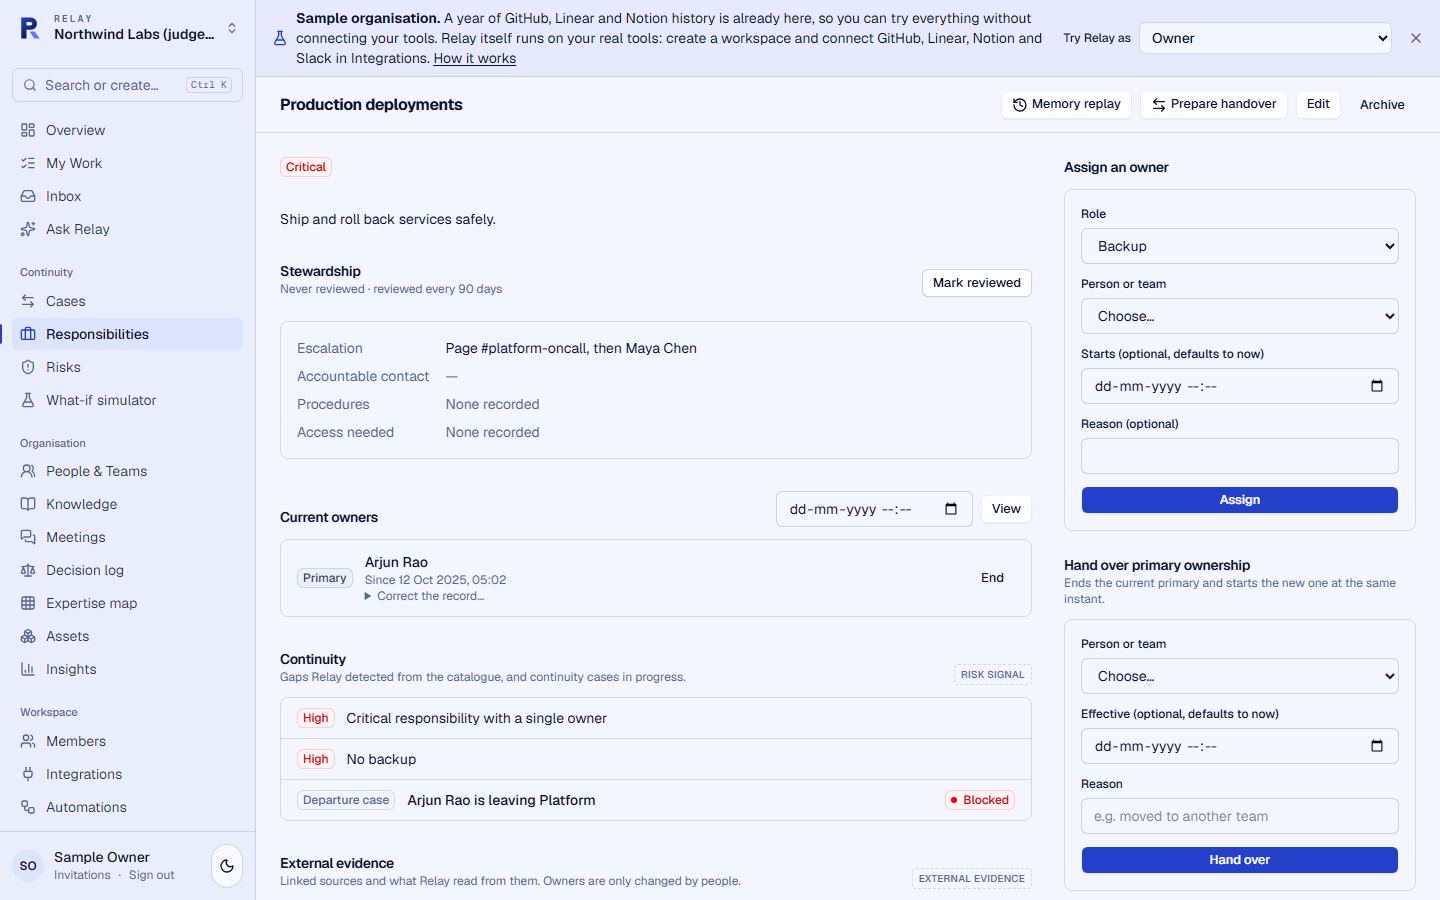 RELAY
Northwind Labs (judge...
Search or create...
Ctrl K
Overview
My Work
Inbox
Ask Relay
Continuity
Cases
Responsibilities
Risks
What-if simulator
Organisation
People & Teams
Knowledge
Meetings
Decision log
Expertise map
Assets
Insights
Workspace
Members
Integrations
Automations
SO
Sample Owner
Invitations · Sign out
Sample organisation. A year of GitHub, Linear and Notion history is already here, so you can try everything without
connecting your tools. Relay itself runs on your real tools: create a workspace and connect GitHub, Linear, Notion and
Slack in Integrations. How it works
Try Relay as
Owner
Production deployments
Memory replay
Prepare handover
Edit
Archive
Critical
Ship and roll back services safely.
Stewardship
Never reviewed · reviewed every 90 days
Mark reviewed
Escalation
Page #platform-oncall, then Maya Chen
Accountable contact
—
Procedures
None recorded
Access needed
None recorded
Current owners
dd-mm-yyyy --:--
View
Primary
Arjun Rao
Since 12 Oct 2025, 05:02
Correct the record...
End
Continuity
Gaps Relay detected from the catalogue, and continuity cases in progress.
RISK SIGNAL
High
Critical responsibility with a single owner
High
No backup
Departure case
Arjun Rao is leaving Platform
Blocked
External evidence
Linked sources and what Relay read from them. Owners are only changed by people.
EXTERNAL EVIDENCE
Assign an owner
Role
Backup
Person or team
Choose...
Starts (optional, defaults to now)
dd-mm-yyyy --:--
Reason (optional)
Assign
Hand over primary ownership
Ends the current primary and starts the new one at the same
instant.
Person or team
Choose...
Effective (optional, defaults to now)
dd-mm-yyyy --:--
Reason
e.g. moved to another team
Hand over